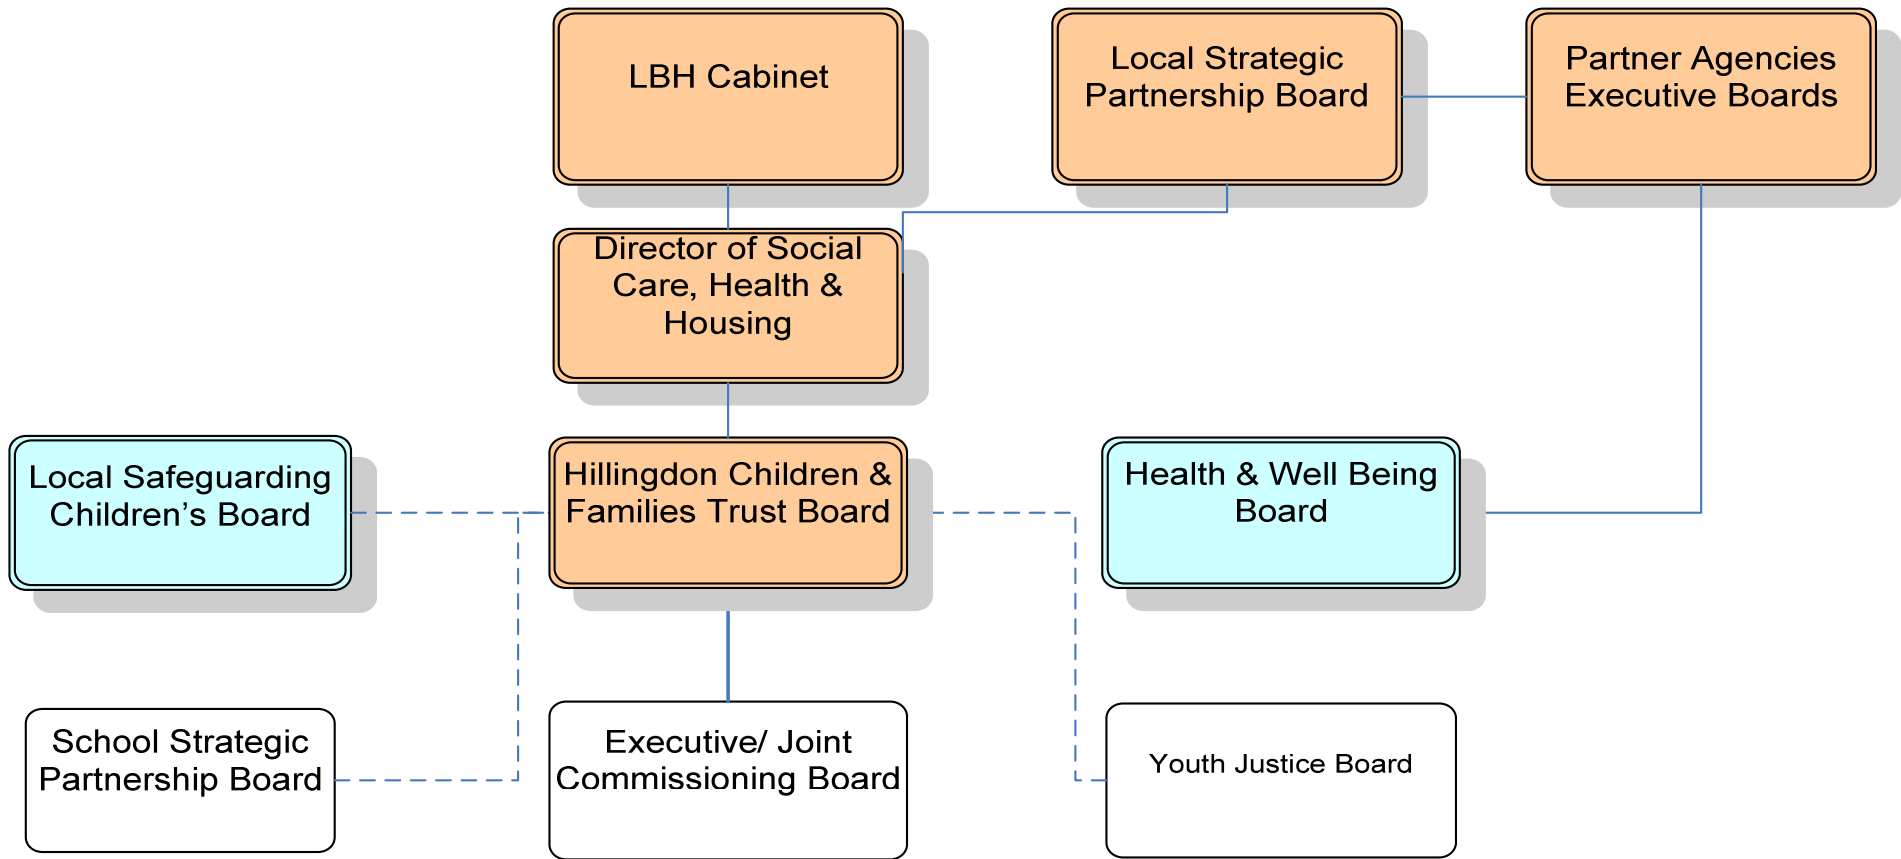 LBH Cabinet
Local Strategic
Partnership Board
Partner Agencies
Executive Boards
Director of Social
Care, Health &
Housing
Local Safeguarding
Children’s Board
Hillingdon Children &
Families Trust Board
Health & Well Being
Board
School Strategic
Partnership Board
Executive/ Joint
Commissioning Board
Youth Justice Board